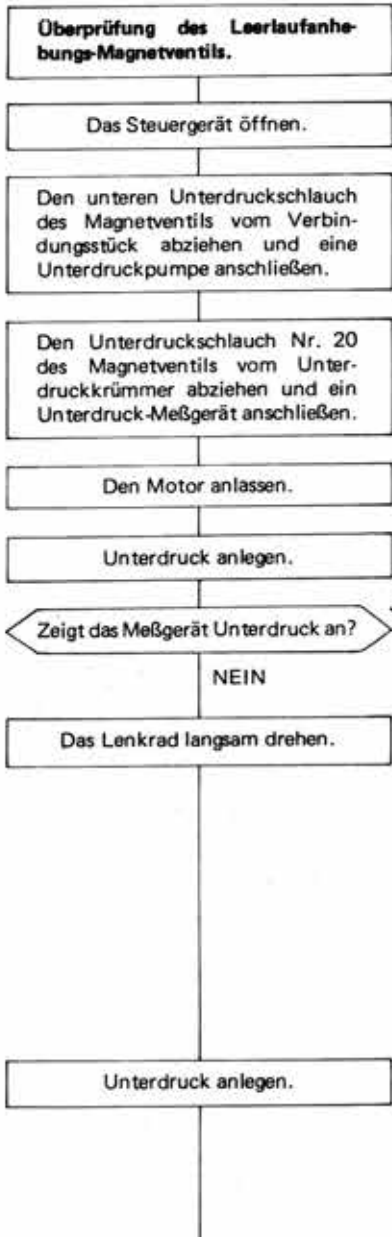 Überprüfung des Leerlaufanhe-
bungs-Magnetventils.
Das Steuergerät öffnen.
Den unteren Unterdruckschlauch
des Magnetventils vom Verbin-
dungsstück abziehen und eine
Unterdruckpumpe anschließen.
Den Unterdruckschlauch Nr. 20
des Magnetventils vom Unter-
druckkrümmer abziehen und ein
Unterdruck-Meßgerät anschließen.
Den Motor anlassen.
Unterdruck anlegen.
Zeigt das Meßgerät Unterdruck an?
NEIN
Das Lenkrad langsam drehen.
Unterdruck anlegen.